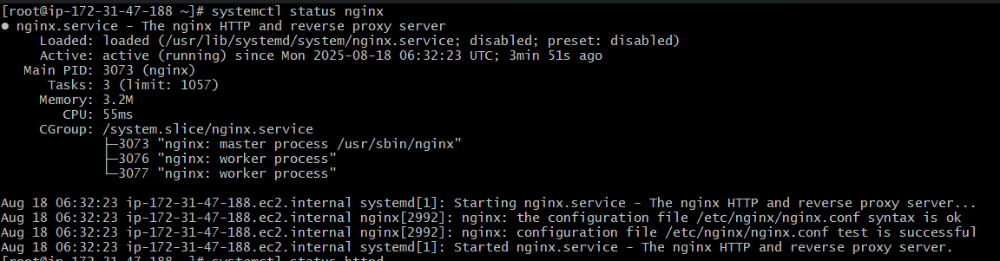 [root@ip-172-31-47-188 ~]# systemctl status nginx
● nginx.service - The nginx HTTP and reverse proxy server
     Loaded: loaded (/usr/lib/systemd/system/nginx.service; disabled; preset: disabled)
     Active: active (running) since Mon 2025-08-18 06:32:23 UTC; 3min 51s ago
   Main PID: 3073 (nginx)
      Tasks: 3 (limit: 1057)
     Memory: 3.2M
        CPU: 55ms
     CGroup: /system.slice/nginx.service
             ├─3073 "nginx: master process /usr/sbin/nginx"
             ├─3076 "nginx: worker process"
             └─3077 "nginx: worker process"
Aug 18 06:32:23 ip-172-31-47-188.ec2.internal systemd[1]: Starting nginx.service - The nginx HTTP and reverse proxy server...
Aug 18 06:32:23 ip-172-31-47-188.ec2.internal nginx[2992]: nginx: the configuration file /etc/nginx/nginx.conf syntax is ok
Aug 18 06:32:23 ip-172-31-47-188.ec2.internal nginx[2992]: nginx: configuration file /etc/nginx/nginx.conf test is successful
Aug 18 06:32:23 ip-172-31-47-188.ec2.internal systemd[1]: Started nginx.service - The nginx HTTP and reverse proxy server.
[root@ip-172-31-47-188 ~]# systemctl status httpd